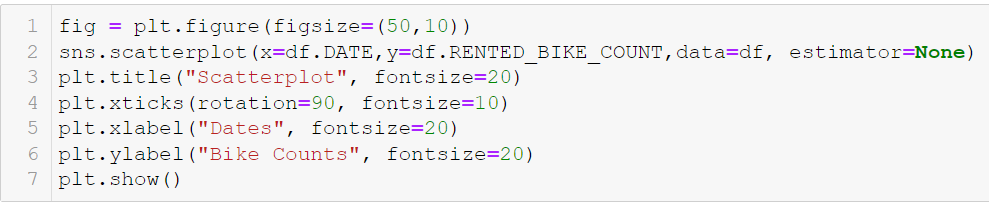 1 fig = plt.figure(figsize=(50,10))
2 sns.scatterplot(x=df.DATE,y=df.RENTED_BIKE_COUNT,data=df, estimator=None)
3 plt.title("Scatterplot", fontsize=20)
4 plt.xticks(rotation=90, fontsize=10)
5 plt.xlabel("Dates", fontsize=20)
6 plt.ylabel("Bike Counts", fontsize=20)
7 plt.show()